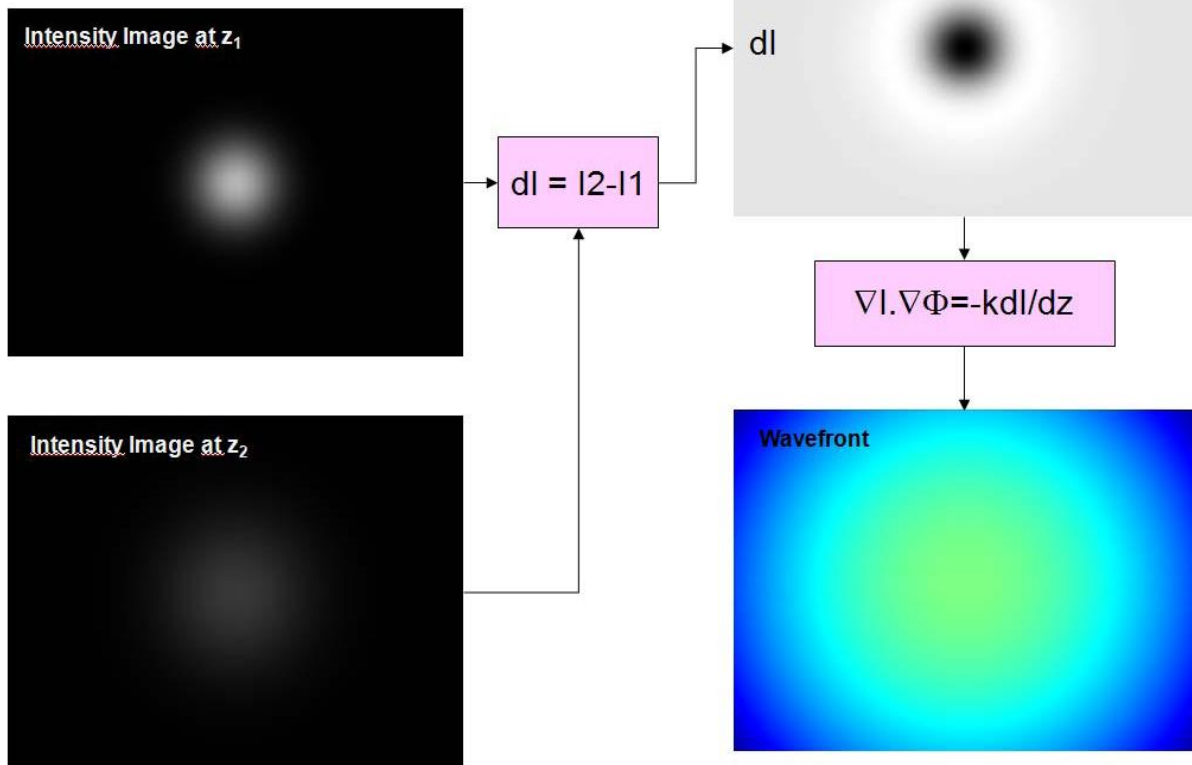 Intensity Image at z₁
dI
dI = I2-I1
∇I.∇Φ=-kdI/dz
Intensity Image at z₂
Wavefront